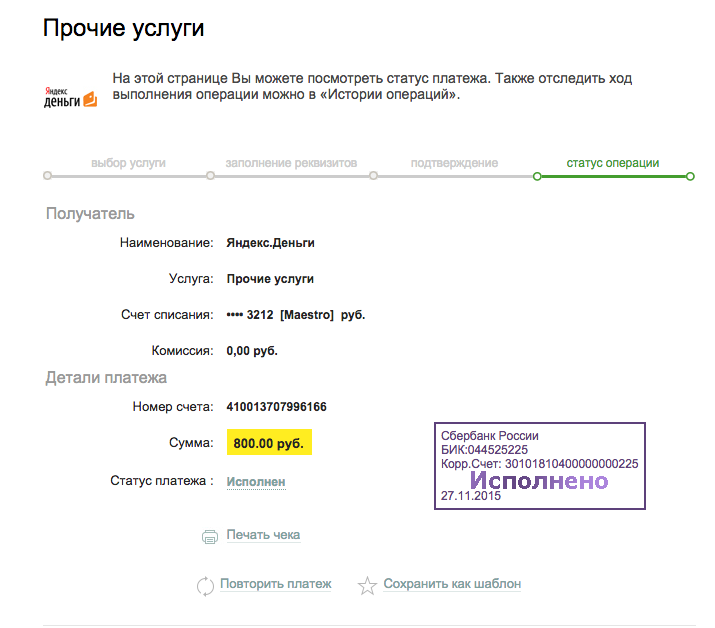 Прочие услуги
Яндекс
деньги
На этой странице Вы можете посмотреть статус платежа. Также отследить ход
выполнения операции можно в «Истории операций».
выбор услуги заполнение реквизитов подтверждение статус операции
Получатель
Наименование: Яндекс.Деньги
Услуга: Прочие услуги
Счет списания: •••• 3212 [Maestro] руб.
Комиссия: 0,00 руб.
Детали платежа
Номер счета: 410013707996166
Сумма: 800.00 руб.
Статус платежа : Исполнен
Сбербанк России
БИК:044525225
Корр.Счет: 30101810400000000225
Исполнено
27.11.2015
Печать чека
Повторить платеж Сохранить как шаблон